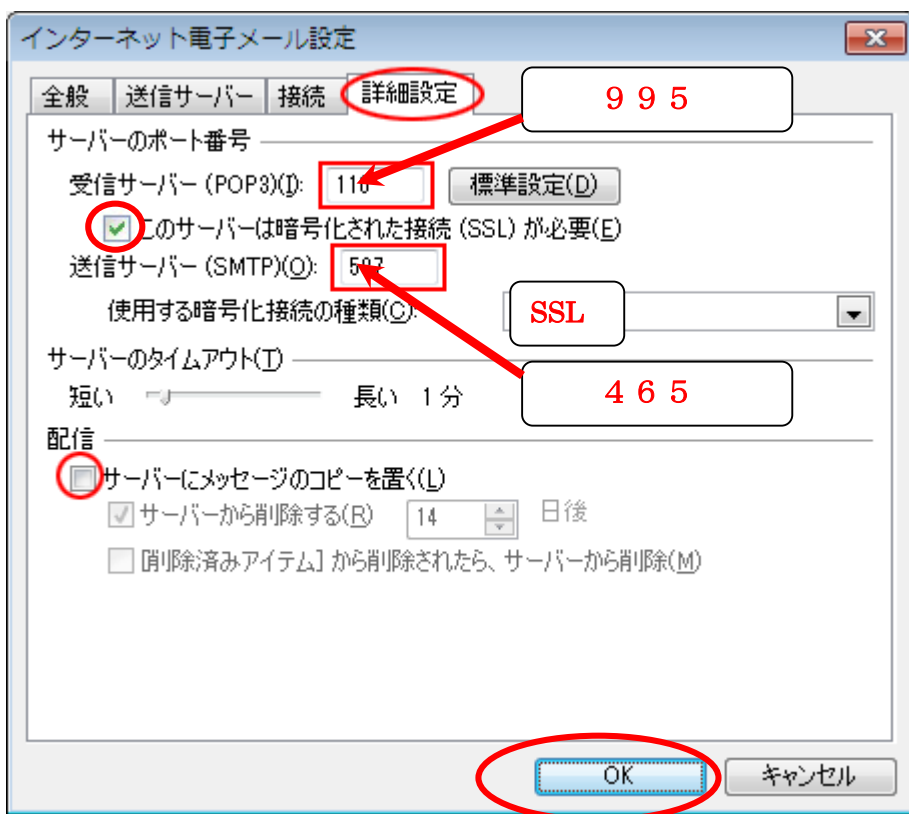 インターネット電子メール設定
全般 送信サーバー 接続 詳細設定
９９５
サーバーのポート番号
受信サーバー (POP3)(I): 110 標準設定(D)
このサーバーは暗号化された接続 (SSL) が必要(E)
送信サーバー (SMTP)(O): 587
使用する暗号化接続の種類(C): SSL
サーバーのタイムアウト(T)
短い 長い 1 分
４６５
配信
サーバーにメッセージのコピーを置く(L)
サーバーから削除する(R) 14 日後
[削除済みアイテム] から削除されたら、サーバーから削除(M)
OK キャンセル